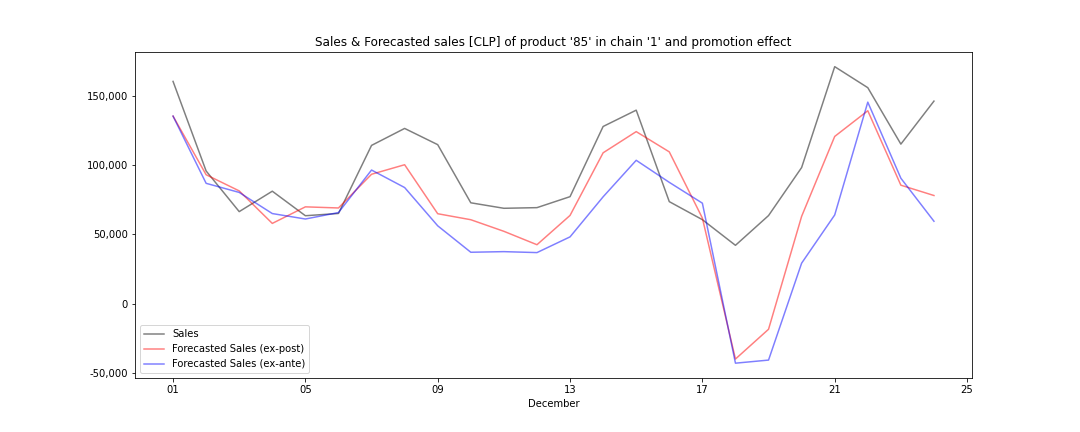 Sales & Forecasted sales [CLP] of product '85' in chain '1' and promotion effect
150,000
100,000
50,000
0
-50,000
Sales
Forecasted Sales (ex-post)
Forecasted Sales (ex-ante)
01 05 09 13 17 21 25
December